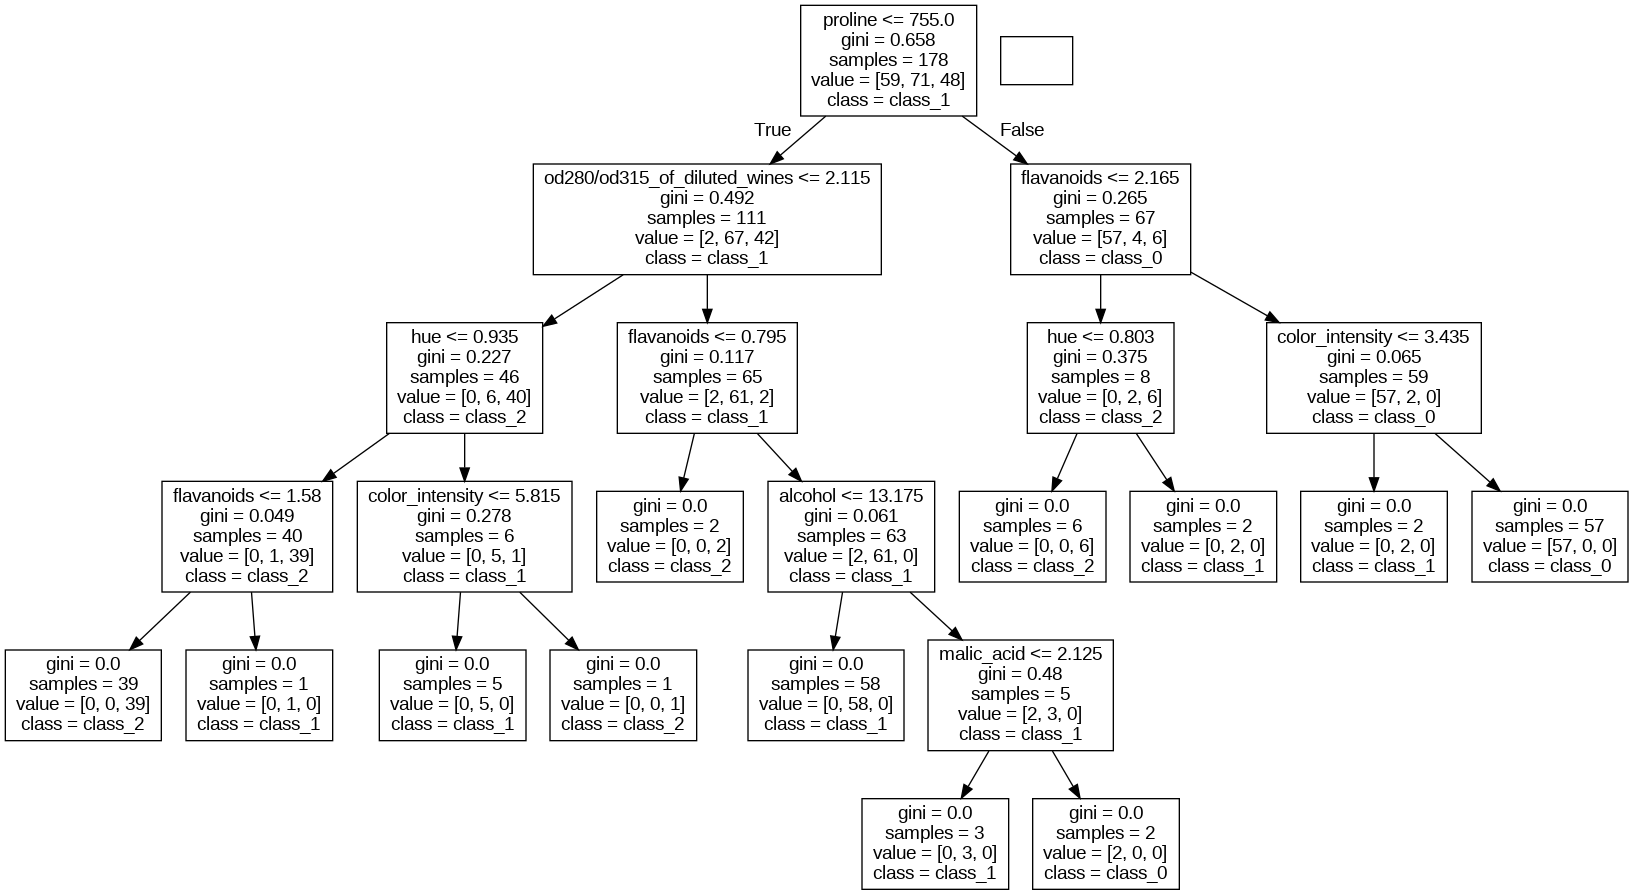 proline <= 755.0
gini = 0.658
samples = 178
value = [59, 71, 48]
class = class_1
True
False
od280/od315_of_diluted_wines <= 2.115
gini = 0.492
samples = 111
value = [2, 67, 42]
class = class_1
flavanoids <= 2.165
gini = 0.265
samples = 67
value = [57, 4, 6]
class = class_0
hue <= 0.935
gini = 0.227
samples = 46
value = [0, 6, 40]
class = class_2
flavanoids <= 0.795
gini = 0.117
samples = 65
value = [2, 61, 2]
class = class_1
hue <= 0.803
gini = 0.375
samples = 8
value = [0, 2, 6]
class = class_2
color_intensity <= 3.435
gini = 0.065
samples = 59
value = [57, 2, 0]
class = class_0
flavanoids <= 1.58
gini = 0.049
samples = 40
value = [0, 1, 39]
class = class_2
color_intensity <= 5.815
gini = 0.278
samples = 6
value = [0, 5, 1]
class = class_1
gini = 0.0
samples = 2
value = [0, 0, 2]
class = class_2
alcohol <= 13.175
gini = 0.061
samples = 63
value = [2, 61, 0]
class = class_1
gini = 0.0
samples = 6
value = [0, 0, 6]
class = class_2
gini = 0.0
samples = 2
value = [0, 2, 0]
class = class_1
gini = 0.0
samples = 2
value = [0, 2, 0]
class = class_1
gini = 0.0
samples = 57
value = [57, 0, 0]
class = class_0
gini = 0.0
samples = 39
value = [0, 0, 39]
class = class_2
gini = 0.0
samples = 1
value = [0, 1, 0]
class = class_1
gini = 0.0
samples = 5
value = [0, 5, 0]
class = class_1
gini = 0.0
samples = 1
value = [0, 0, 1]
class = class_2
gini = 0.0
samples = 58
value = [0, 58, 0]
class = class_1
malic_acid <= 2.125
gini = 0.48
samples = 5
value = [2, 3, 0]
class = class_1
gini = 0.0
samples = 3
value = [0, 3, 0]
class = class_1
gini = 0.0
samples = 2
value = [2, 0, 0]
class = class_0